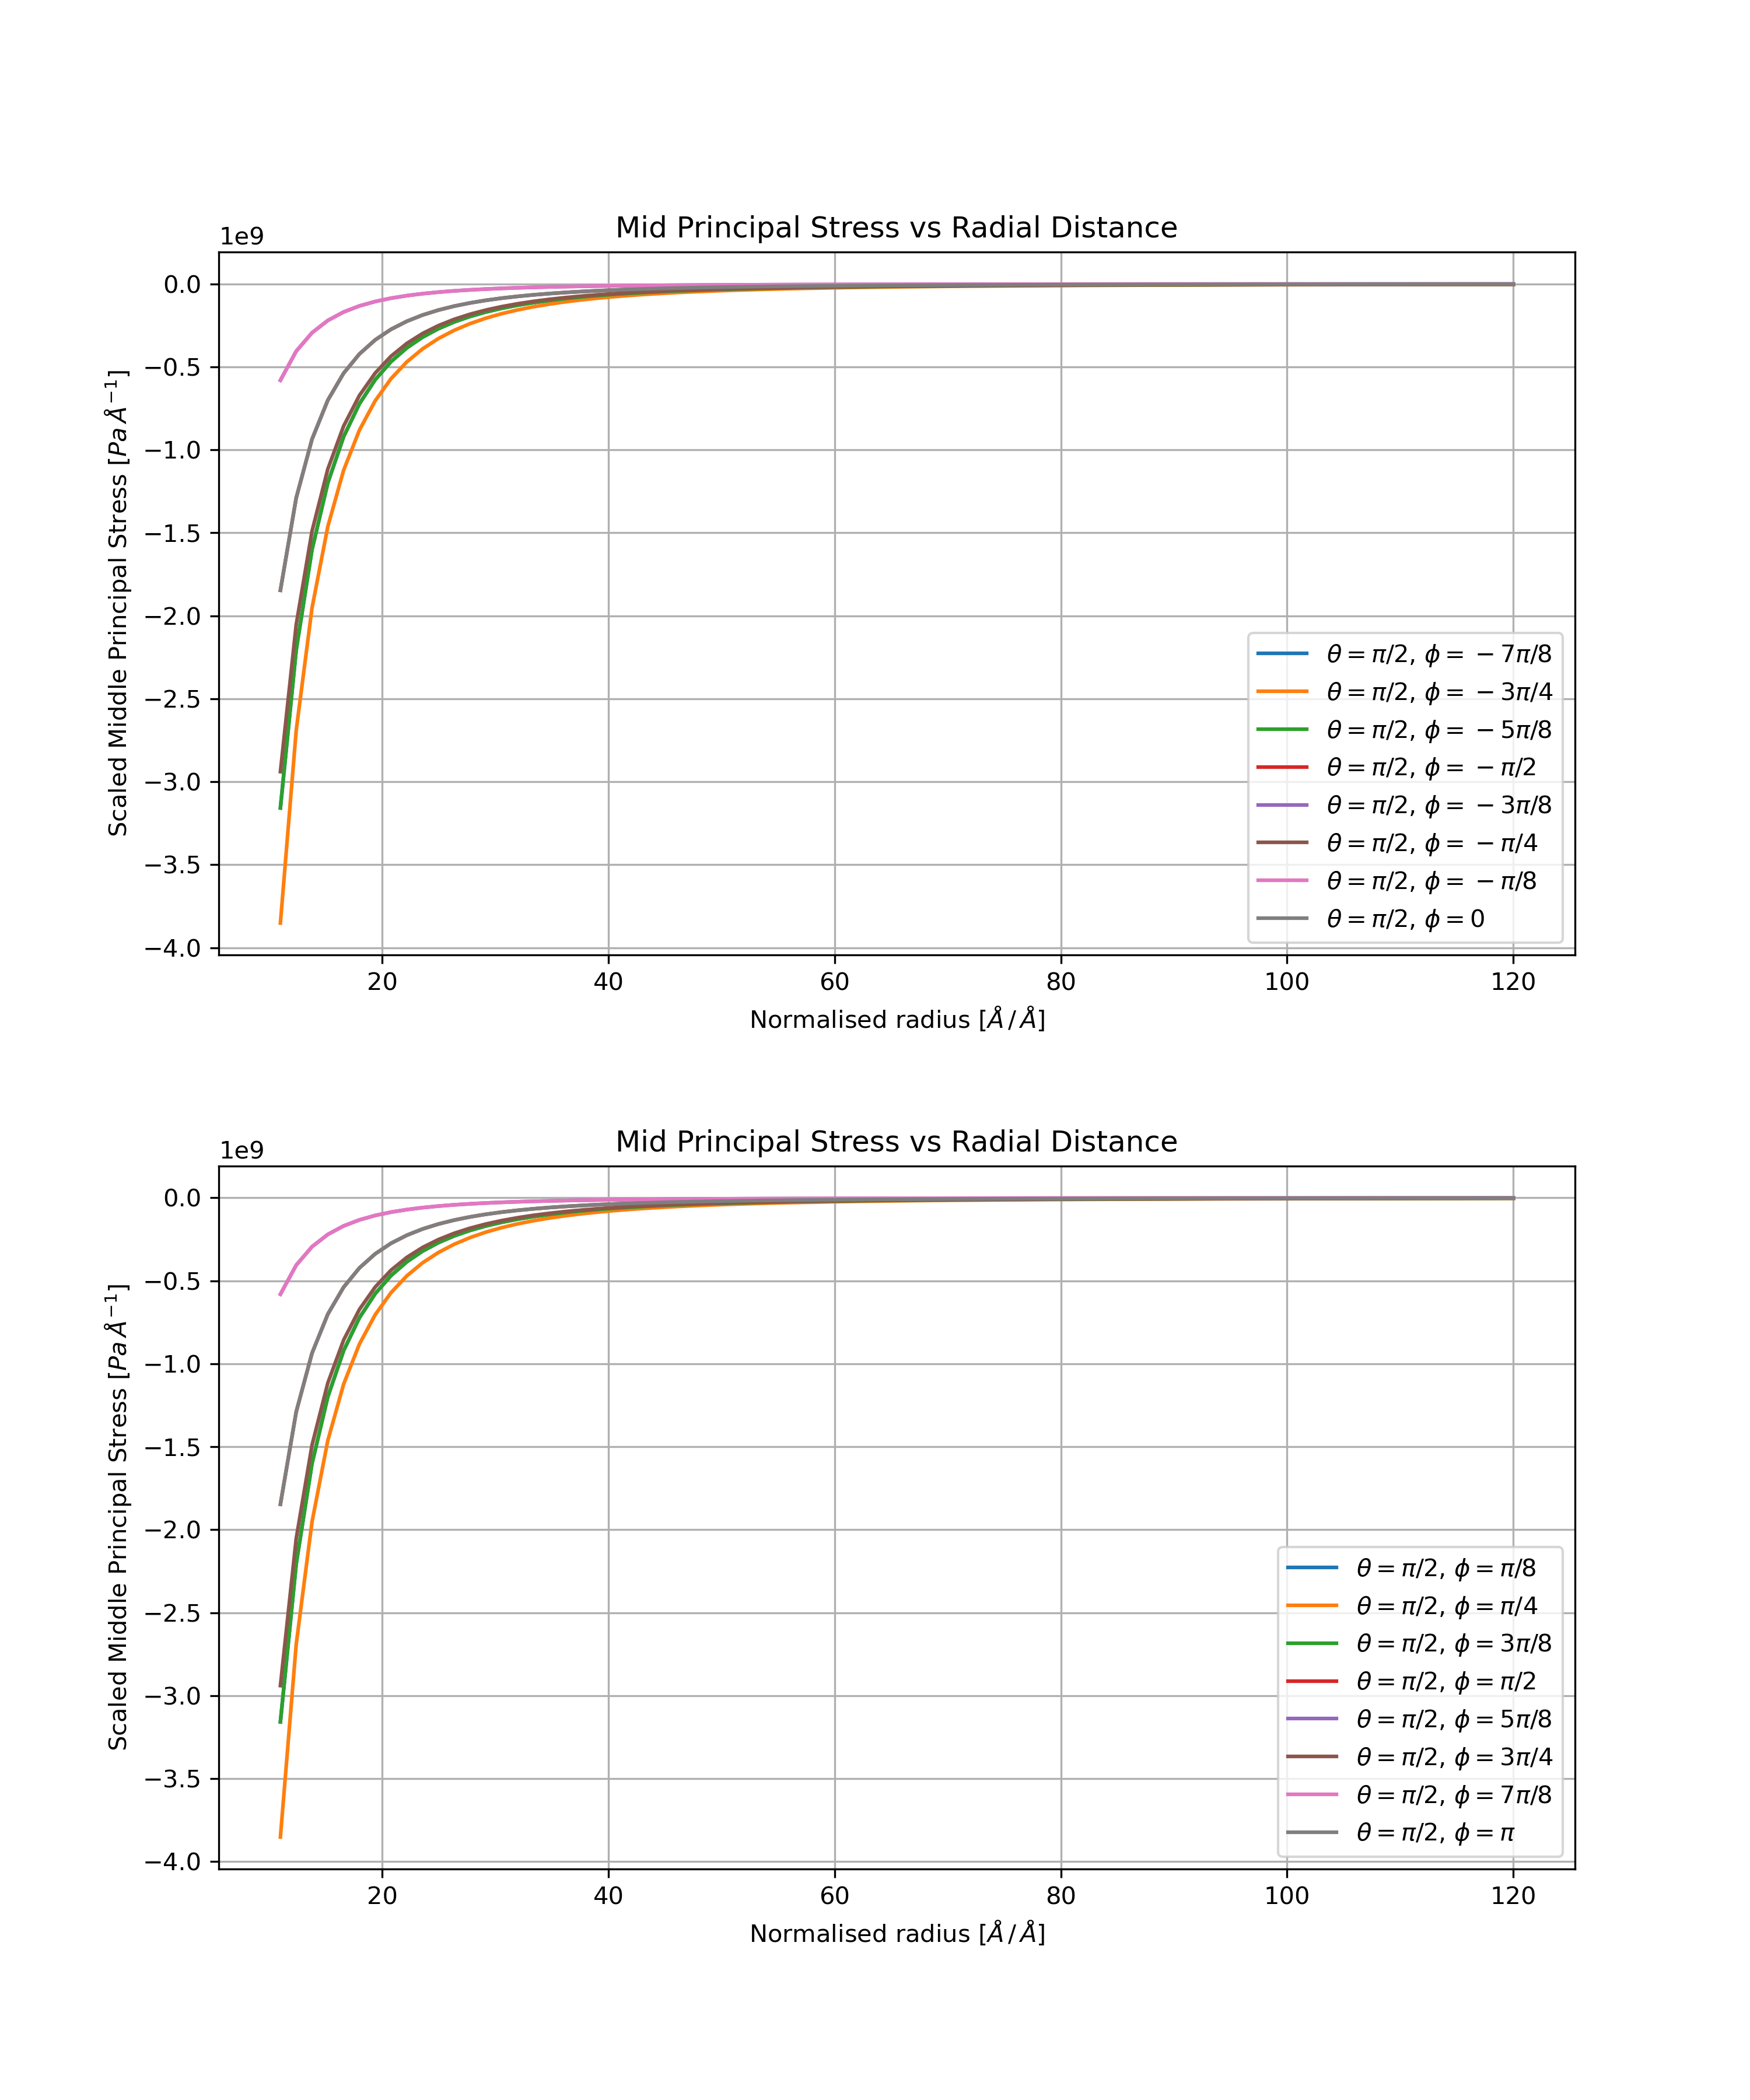 Mid Principal Stress vs Radial Distance
1e9
0.0
−0.5
−1.0
−1.5
−2.0
−2.5
−3.0
−3.5
−4.0
Scaled Middle Principal Stress [Pa Å⁻¹]
θ = π/2, ϕ = − 7π/8
θ = π/2, ϕ = − 3π/4
θ = π/2, ϕ = − 5π/8
θ = π/2, ϕ = − π/2
θ = π/2, ϕ = − 3π/8
θ = π/2, ϕ = − π/4
θ = π/2, ϕ = − π/8
θ = π/2, ϕ = 0
20 40 60 80 100 120
Normalised radius [Å / Å]
Mid Principal Stress vs Radial Distance
1e9
0.0
−0.5
−1.0
−1.5
−2.0
−2.5
−3.0
−3.5
−4.0
Scaled Middle Principal Stress [Pa Å⁻¹]
θ = π/2, ϕ = π/8
θ = π/2, ϕ = π/4
θ = π/2, ϕ = 3π/8
θ = π/2, ϕ = π/2
θ = π/2, ϕ = 5π/8
θ = π/2, ϕ = 3π/4
θ = π/2, ϕ = 7π/8
θ = π/2, ϕ = π
20 40 60 80 100 120
Normalised radius [Å / Å]